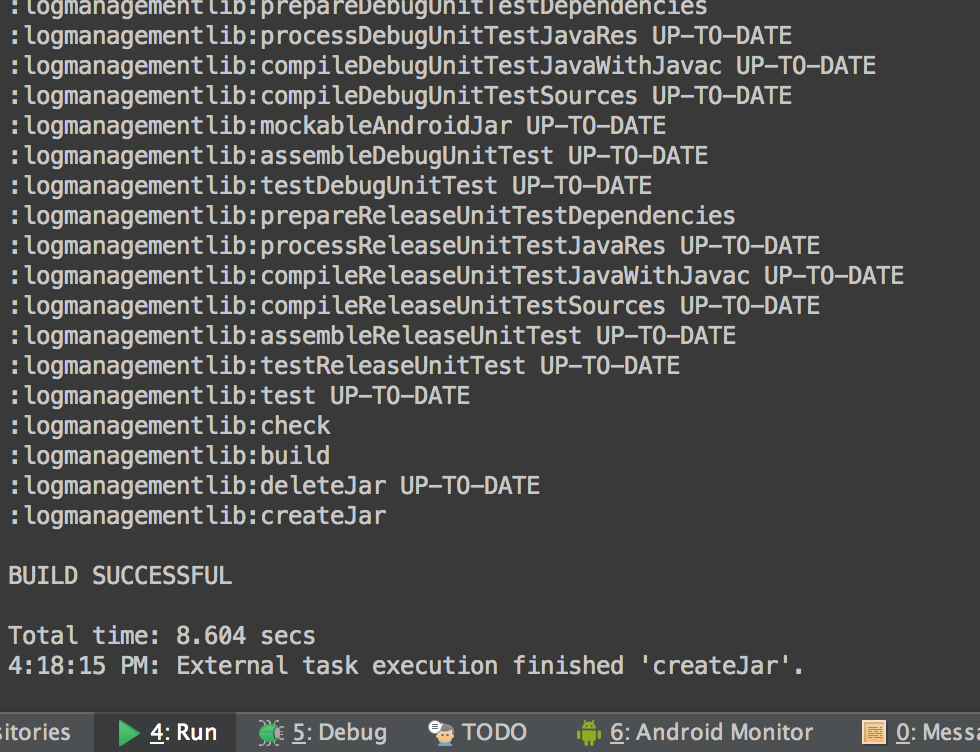 :logmanagementlib:prepareDebugUnitTestDependencies
:logmanagementlib:processDebugUnitTestJavaRes UP-TO-DATE
:logmanagementlib:compileDebugUnitTestJavaWithJavac UP-TO-DATE
:logmanagementlib:compileDebugUnitTestSources UP-TO-DATE
:logmanagementlib:mockableAndroidJar UP-TO-DATE
:logmanagementlib:assembleDebugUnitTest UP-TO-DATE
:logmanagementlib:testDebugUnitTest UP-TO-DATE
:logmanagementlib:prepareReleaseUnitTestDependencies
:logmanagementlib:processReleaseUnitTestJavaRes UP-TO-DATE
:logmanagementlib:compileReleaseUnitTestJavaWithJavac UP-TO-DATE
:logmanagementlib:compileReleaseUnitTestSources UP-TO-DATE
:logmanagementlib:assembleReleaseUnitTest UP-TO-DATE
:logmanagementlib:testReleaseUnitTest UP-TO-DATE
:logmanagementlib:test UP-TO-DATE
:logmanagementlib:check
:logmanagementlib:build
:logmanagementlib:deleteJar UP-TO-DATE
:logmanagementlib:createJar
BUILD SUCCESSFUL
Total time: 8.604 secs
4:18:15 PM: External task execution finished 'createJar'.
itories 4: Run 5: Debug TODO 6: Android Monitor 0: Mess